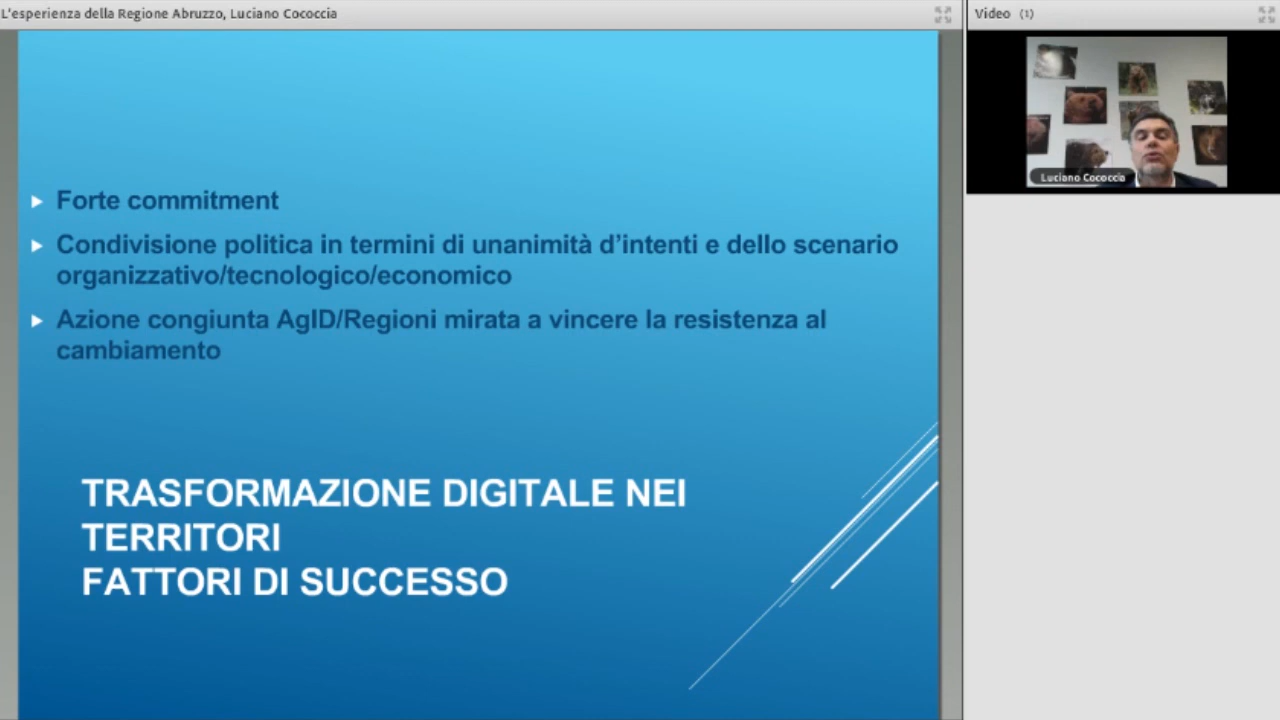 L'esperienza della Regione Abruzzo, Luciano Cococcia
Video (1)
Luciano Cococcia
Forte commitment
Condivisione politica in termini di unanimità d'intenti e dello scenario
organizzativo/tecnologico/economico
Azione congiunta AgID/Regioni mirata a vincere la resistenza al
cambiamento
TRASFORMAZIONE DIGITALE NEI
TERRITORI
FATTORI DI SUCCESSO